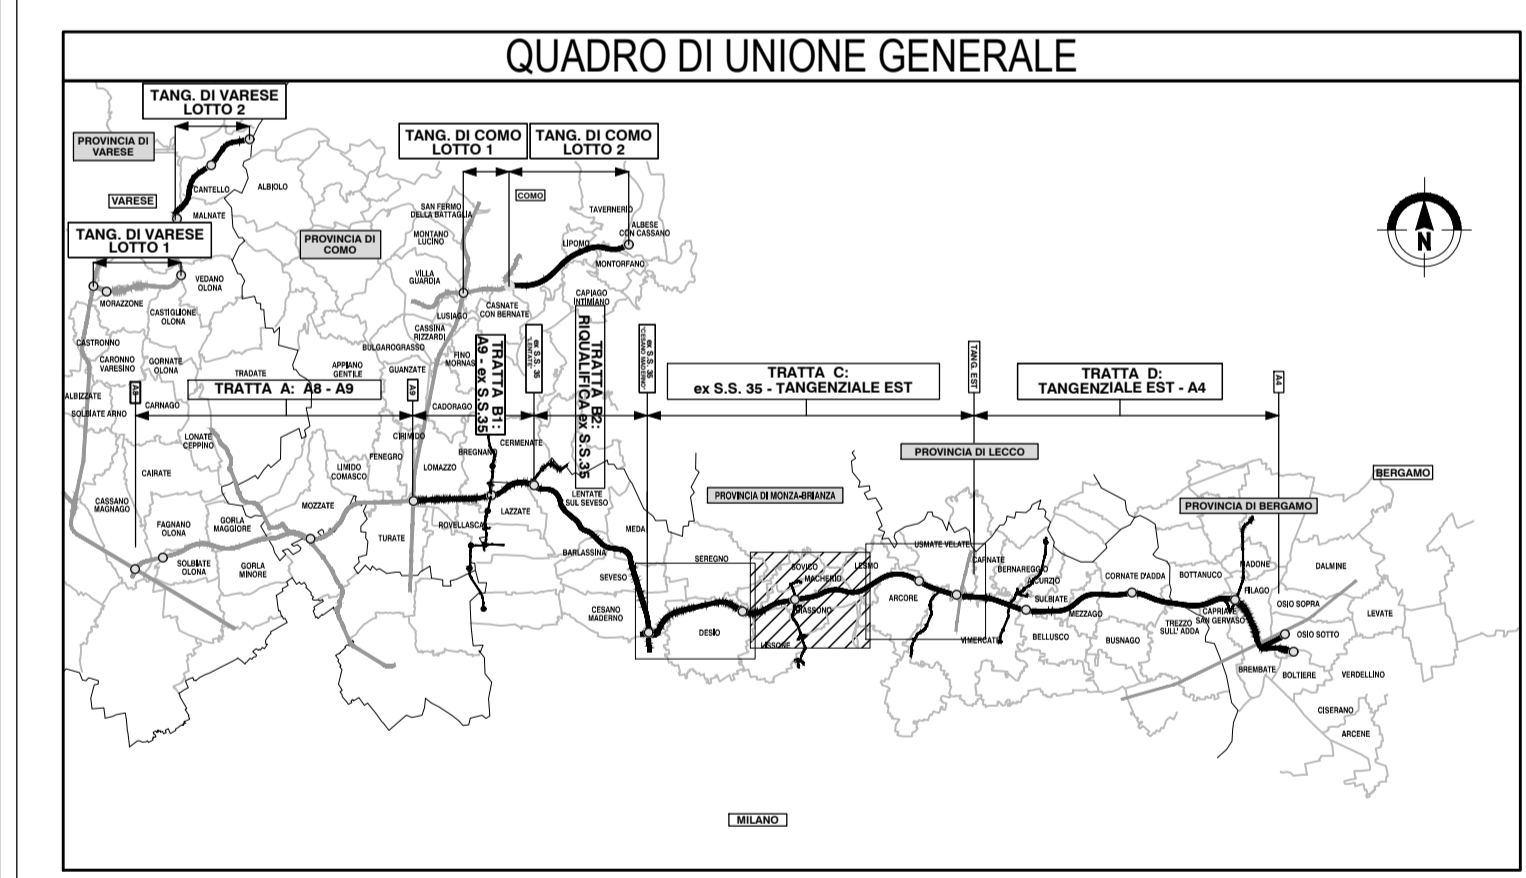 QUADRO DI UNIONE GENERALE
TANG. DI VARESE
LOTTO 2
PROVINCIA DI
VARESE
VARESE
CANTELLO
ALBIOLO
MALNATE
TANG. DI VARESE
LOTTO 1
VEDANO
OLONA
MORAZZONE
CASTIGLIONE
OLONA
PROVINCIA DI
COMO
TANG. DI COMO
LOTTO 1
TANG. DI COMO
LOTTO 2
COMO
SAN FERMO
DELLA BATTAGLIA
MONTANO
LUCINO
VILLA
GUARDIA
TAVERNERIO
ALBESE
CON CASSANO
LIPOMO
MONTORFANO
CAPIAGO
INTIMIANO
LUSIAGO
CASNATE
CON BERNATE
CASSINA
RIZZARDI
BULGAROGRASSO
FINO
MORNAS
GUANZATE
APPIANO
GENTILE
CASTRONNO
CARONNO
VARESINO
GORNATE
OLONA
TRADATE
ALBIZZATE
SOLBIATE ARNO
CARNAGO
A8
TRATTA A: A8 - A9
A9
CADORAGO
TRATTA B1:
A9 - ex S.S.35
ex S.S. 35
"LENTATE"
TRATTA B2:
RIQUALIFICA ex S.S.35
ex S.S. 35
"CESANO MADERNO"
TRATTA C:
ex S.S. 35 - TANGENZIALE EST
TANG. EST
TRATTA D:
TANGENZIALE EST - A4
A4
N
LONATE
CEPPINO
CAIRATE
CIRIMIDO
FENEGRO
LIMIDO
COMASCO
LOMAZZO
BREGNANO
CERMENATE
CASSANO
MAGNAGO
MOZZATE
FAGNANO
OLONA
GORLA
MAGGIORE
SOLBIATE
OLONA
GORLA
MINORE
TURATE
ROVELLASCA
LAZZATE
LENTATE
SUL SEVESO
MEDA
BARLASSINA
SEVESO
CESANO
MADERNO
SEREGNO
DESIO
PROVINCIA DI MONZA-BRIANZA
PROVINCIA DI LECCO
PROVINCIA DI BERGAMO
BERGAMO
SOVICO
MACHERIO
BIASSONO
LISSONE
LESMO
ARCORE
USMATE VELATE
CARNATE
BERNAREGGIO
AICURZIO
SULBIATE
MEZZAGO
VIMERCATE
BELLUSCO
BUSNAGO
CORNATE D'ADDA
BOTTANUCO
TREZZO
SULL' ADDA
CAPRIATE
SAN GERVASO
MADONE
FILAGO
DALMINE
OSIO SOPRA
LEVATE
OSIO SOTTO
BREMBATE
BOLTIERE
VERDELLINO
CISERANO
ARCENE
MILANO